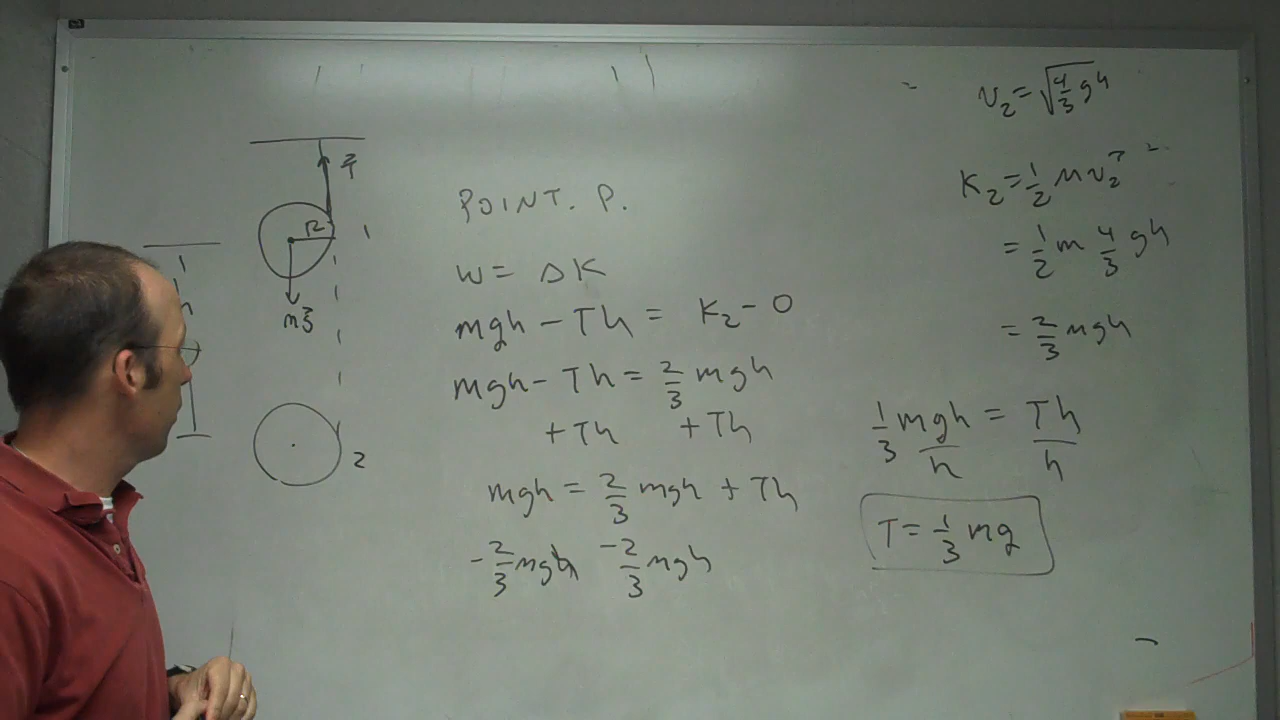 T
R
1
h
mg
2
POINT. P.
W = ΔK
mgh - Th = K₂ - 0
mgh - Th = 2/3 mgh
+Th +Th
mgh = 2/3 mgh + Th
-2/3 mgh -2/3 mgh
v₂ = √(4/3 gh)
K₂ = 1/2 M v₂²
= 1/2 m 4/3 gh
= 2/3 mgh
1/3 mgh/h = Th/h
T = 1/3 mg